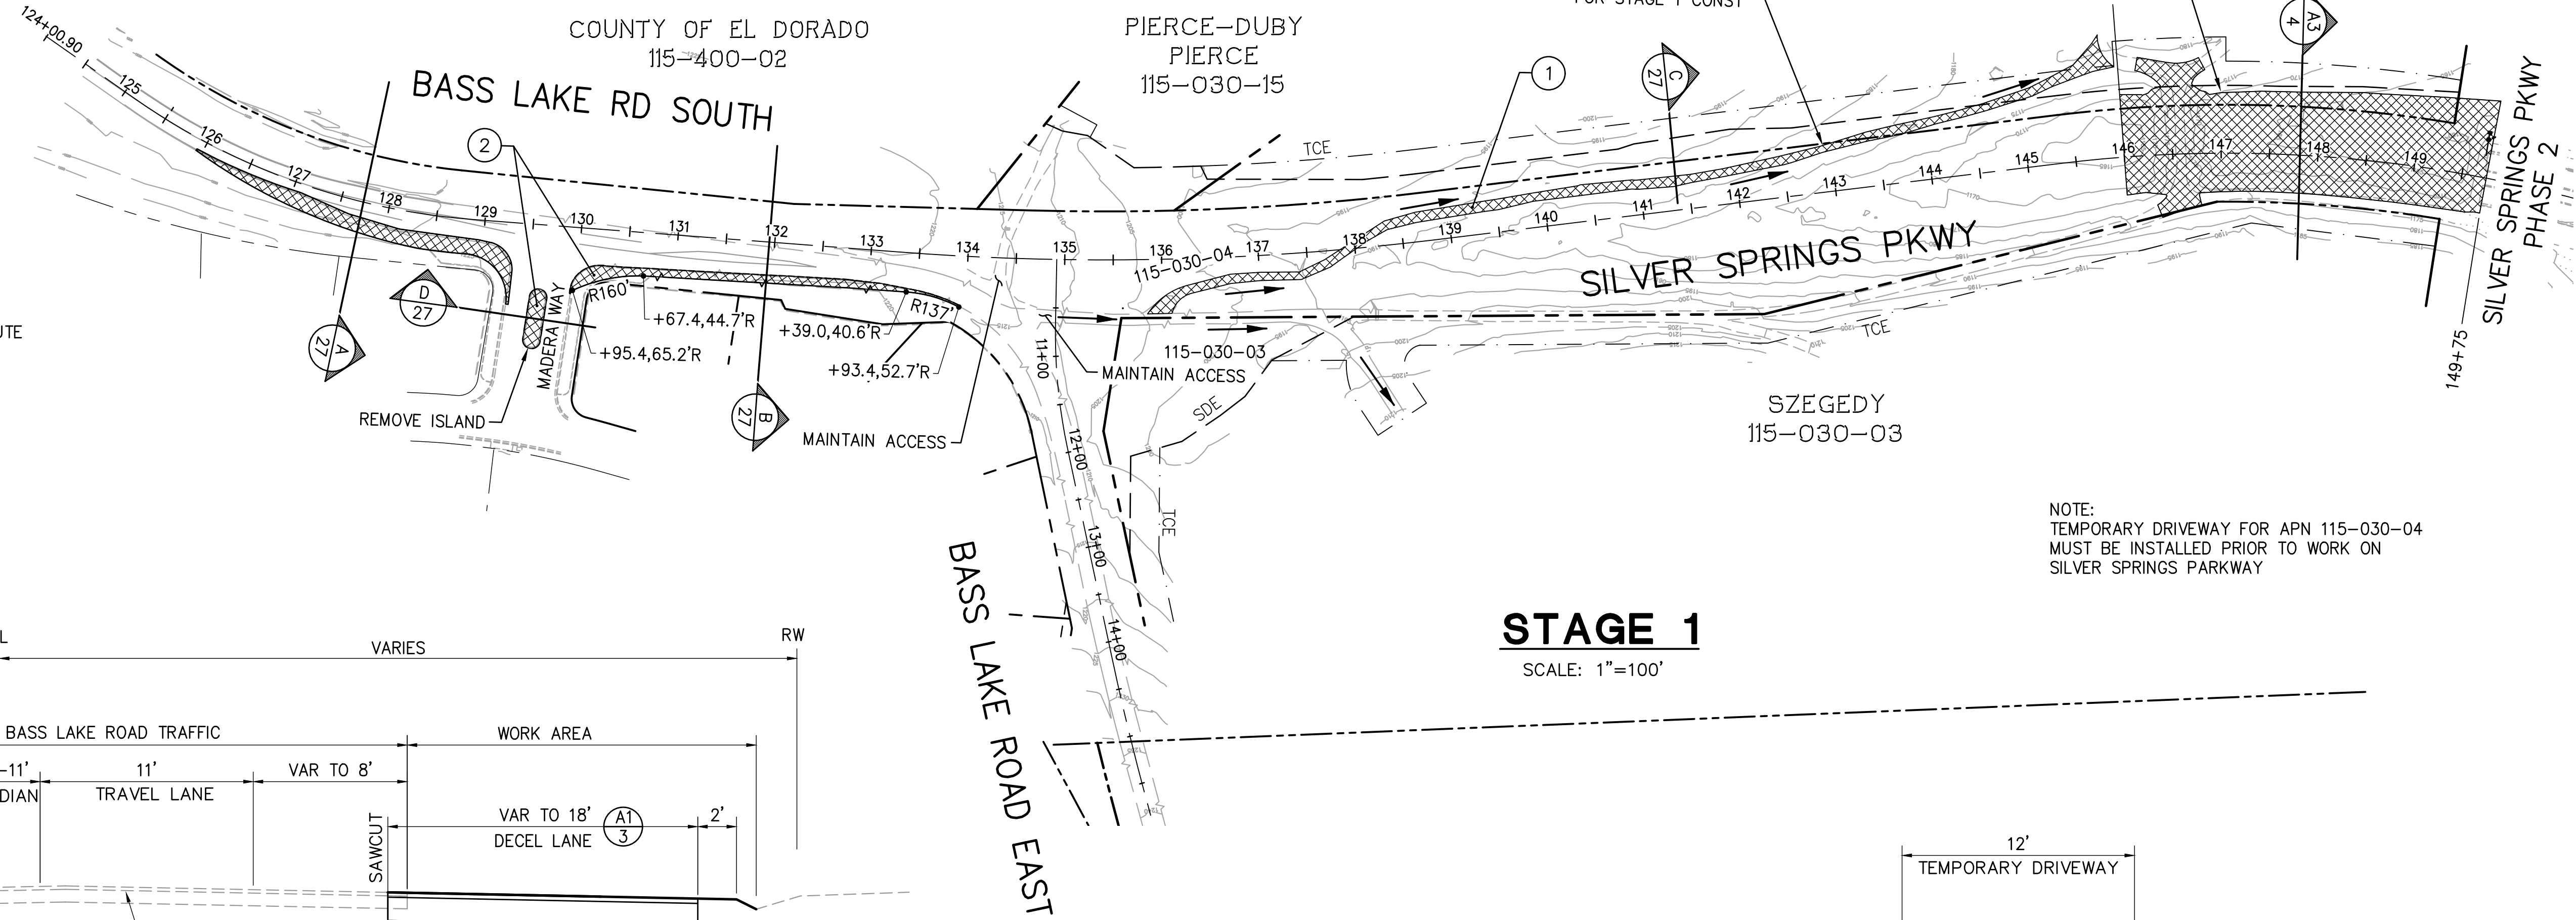 124+00.90
COUNTY OF EL DORADO
115-400-02
PIERCE-DUBY
PIERCE
115-030-15
FOR STAGE 1 CONST
A3
4
BASS LAKE RD SOUTH
1
C
27
2
TCE
125
126
127
128
129
130
131
132
133
134
135
136
137
138
139
140
141
142
143
144
145
146
147
148
149
SILVER SPRINGS PKWY
PHASE 2
115-030-04
SILVER SPRINGS PKWY
D
27
A
27
MADERA WAY
R160'
R137'
+67.4,44.7'R
+39.0,40.6'R
+95.4,65.2'R
+93.4,52.7'R
B
27
REMOVE ISLAND
MAINTAIN ACCESS
11+00
MAINTAIN ACCESS
115-030-03
SDE
TCE
149+75
SZEGEDY
115-030-03
12+00
TCE
13+00
14+00
BASS LAKE ROAD EAST
NOTE:
TEMPORARY DRIVEWAY FOR APN 115-030-04
MUST BE INSTALLED PRIOR TO WORK ON
SILVER SPRINGS PARKWAY
STAGE 1
SCALE: 1"=100'
UTE
L
VARIES
RW
BASS LAKE ROAD TRAFFIC
WORK AREA
-11'
11'
VAR TO 8'
DIAN
TRAVEL LANE
SAWCUT
VAR TO 18'
A1
3
2'
DECEL LANE
12'
TEMPORARY DRIVEWAY